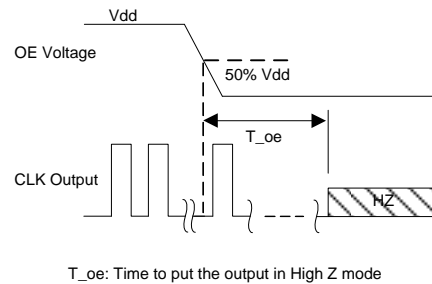 Vdd
OE Voltage
50% Vdd
T_oe
CLK Output
HZ
T_oe: Time to put the output in High Z mode